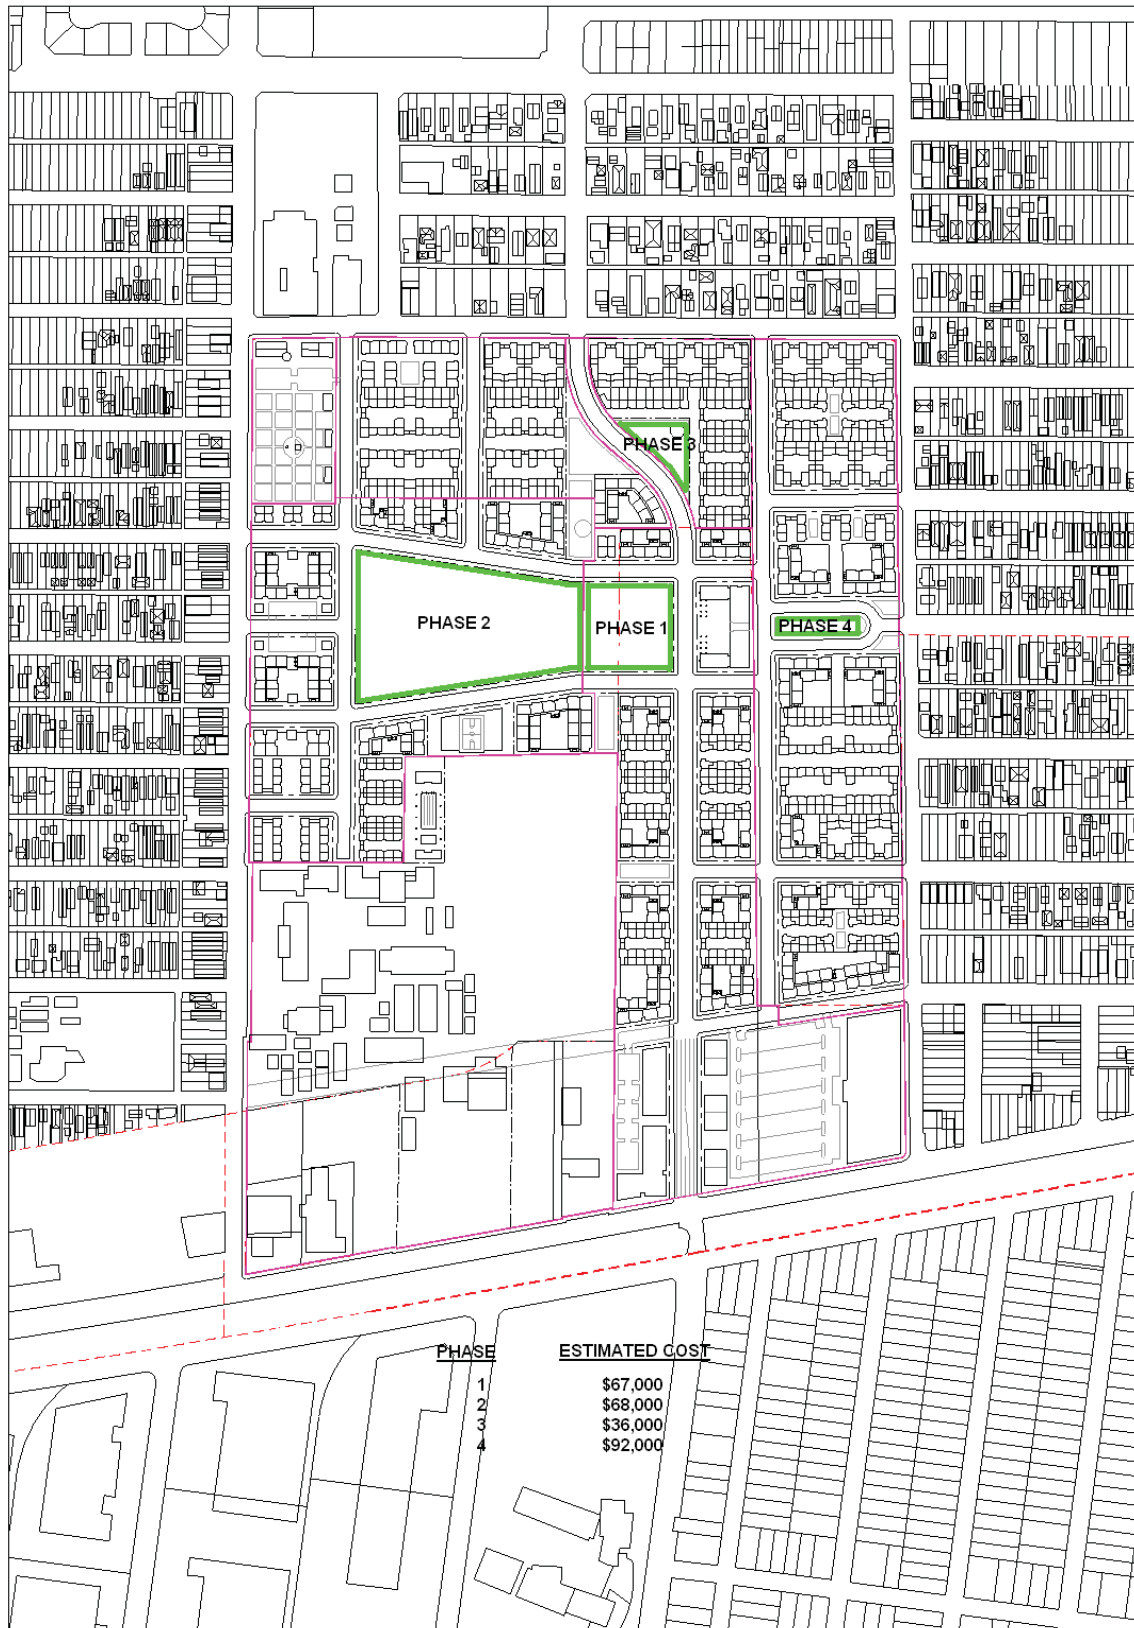 PHASE 3
PHASE 2
PHASE 1
PHASE 4
PHASE ESTIMATED COST
1 $67,000
2 $68,000
3 $36,000
4 $92,000